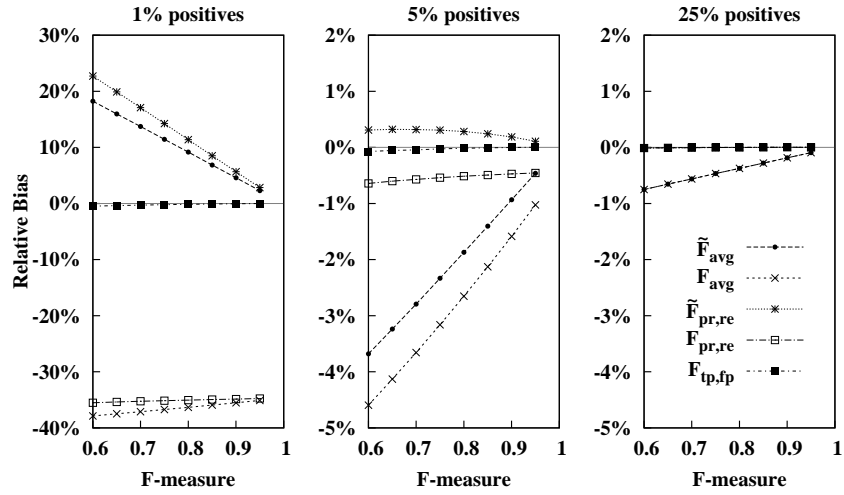 1% positives
5% positives
25% positives
Relative Bias
30%
20%
10%
0%
-10%
-20%
-30%
-40%
0.6 0.7 0.8 0.9 1
F-measure
2%
1%
0%
-1%
-2%
-3%
-4%
-5%
0.6 0.7 0.8 0.9 1
F-measure
2%
1%
0%
-1%
-2%
-3%
-4%
-5%
0.6 0.7 0.8 0.9 1
F-measure
F̃avg
Favg
F̃pr,re
Fpr,re
Ftp,fp